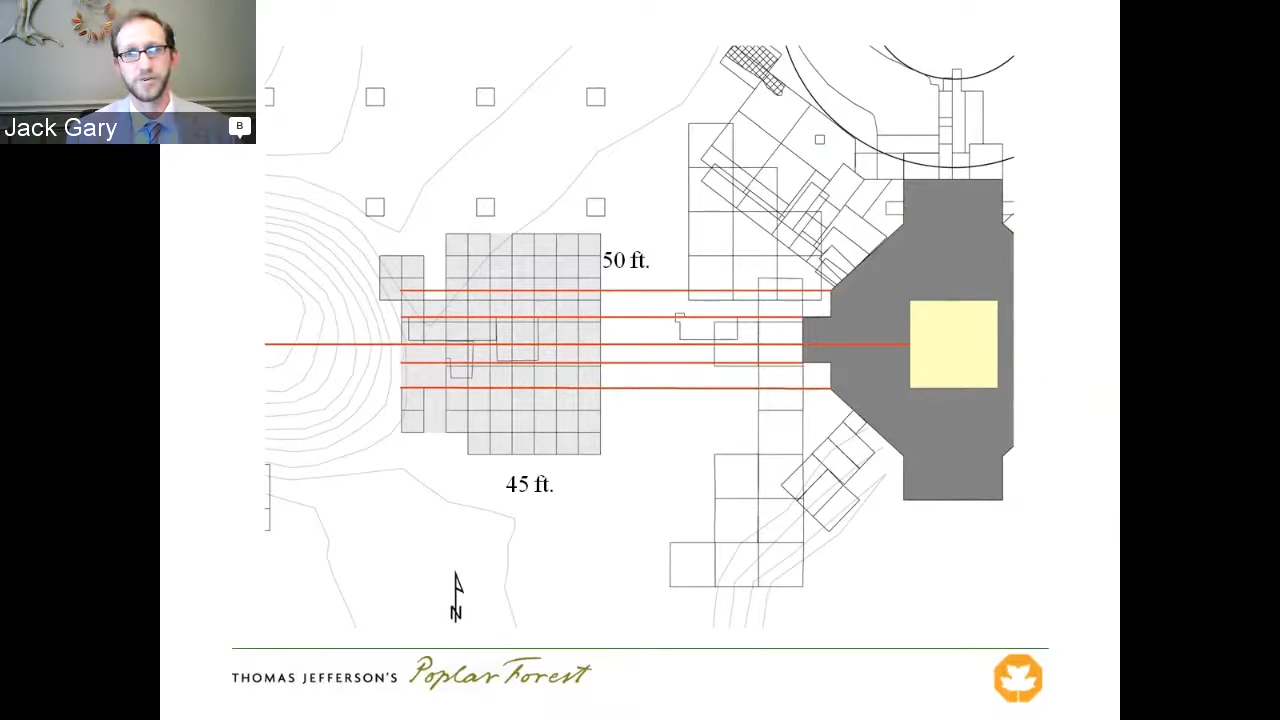 Jack Gary
B
50 ft.
45 ft.
N
THOMAS JEFFERSON'S Poplar Forest